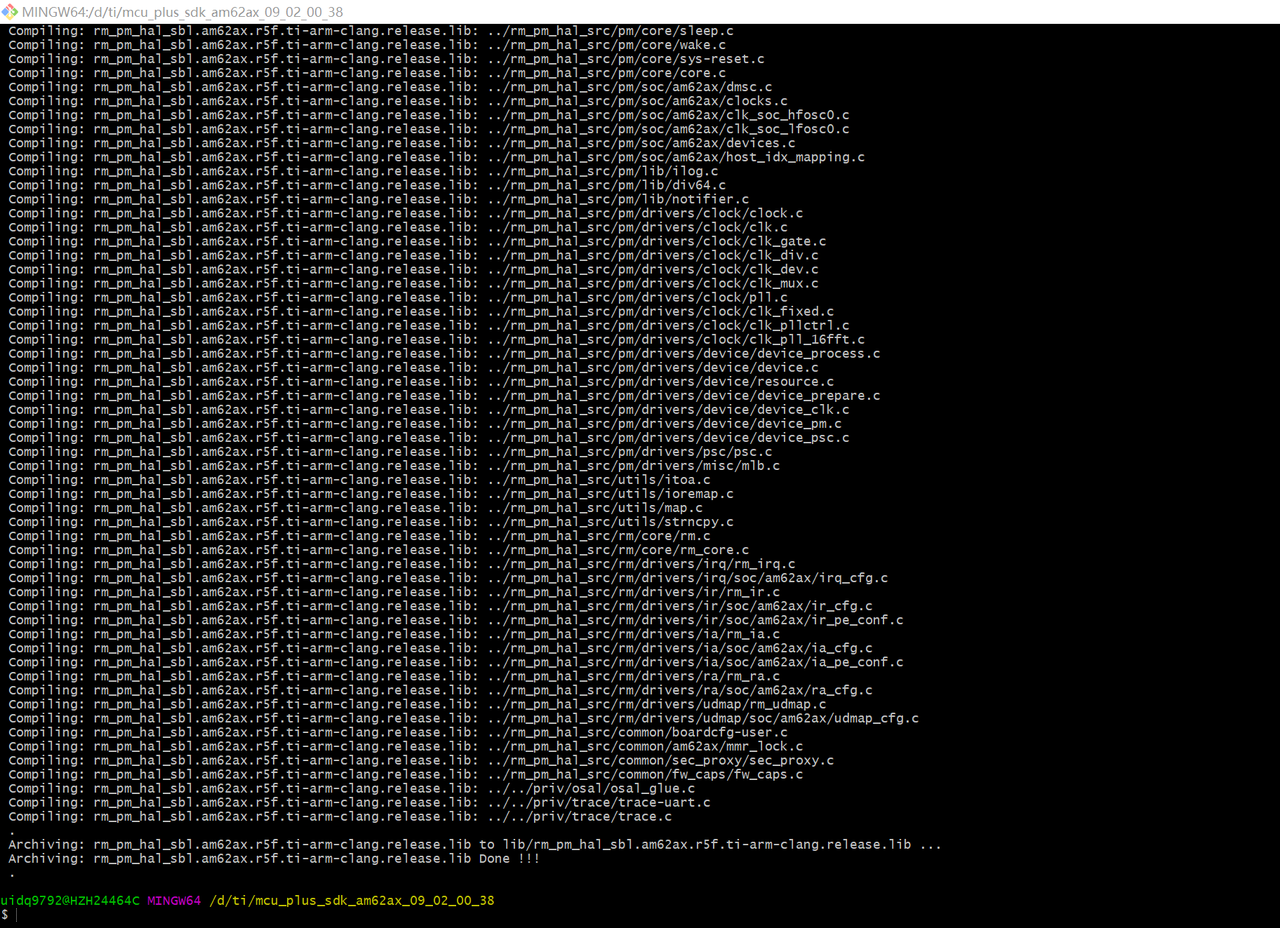 MINGW64:/d/ti/mcu_plus_sdk_am62ax_09_02_00_38
Compiling: rm_pm_hal_sbl.am62ax.r5f.ti-arm-clang.release.lib: ../rm_pm_hal_src/pm/core/sleep.c
Compiling: rm_pm_hal_sbl.am62ax.r5f.ti-arm-clang.release.lib: ../rm_pm_hal_src/pm/core/wake.c
Compiling: rm_pm_hal_sbl.am62ax.r5f.ti-arm-clang.release.lib: ../rm_pm_hal_src/pm/core/sys-reset.c
Compiling: rm_pm_hal_sbl.am62ax.r5f.ti-arm-clang.release.lib: ../rm_pm_hal_src/pm/core/core.c
Compiling: rm_pm_hal_sbl.am62ax.r5f.ti-arm-clang.release.lib: ../rm_pm_hal_src/pm/soc/am62ax/dmsc.c
Compiling: rm_pm_hal_sbl.am62ax.r5f.ti-arm-clang.release.lib: ../rm_pm_hal_src/pm/soc/am62ax/clocks.c
Compiling: rm_pm_hal_sbl.am62ax.r5f.ti-arm-clang.release.lib: ../rm_pm_hal_src/pm/soc/am62ax/clk_soc_hfosc0.c
Compiling: rm_pm_hal_sbl.am62ax.r5f.ti-arm-clang.release.lib: ../rm_pm_hal_src/pm/soc/am62ax/clk_soc_lfosc0.c
Compiling: rm_pm_hal_sbl.am62ax.r5f.ti-arm-clang.release.lib: ../rm_pm_hal_src/pm/soc/am62ax/devices.c
Compiling: rm_pm_hal_sbl.am62ax.r5f.ti-arm-clang.release.lib: ../rm_pm_hal_src/pm/soc/am62ax/host_idx_mapping.c
Compiling: rm_pm_hal_sbl.am62ax.r5f.ti-arm-clang.release.lib: ../rm_pm_hal_src/pm/lib/ilog.c
Compiling: rm_pm_hal_sbl.am62ax.r5f.ti-arm-clang.release.lib: ../rm_pm_hal_src/pm/lib/div64.c
Compiling: rm_pm_hal_sbl.am62ax.r5f.ti-arm-clang.release.lib: ../rm_pm_hal_src/pm/lib/notifier.c
Compiling: rm_pm_hal_sbl.am62ax.r5f.ti-arm-clang.release.lib: ../rm_pm_hal_src/pm/drivers/clock/clock.c
Compiling: rm_pm_hal_sbl.am62ax.r5f.ti-arm-clang.release.lib: ../rm_pm_hal_src/pm/drivers/clock/clk.c
Compiling: rm_pm_hal_sbl.am62ax.r5f.ti-arm-clang.release.lib: ../rm_pm_hal_src/pm/drivers/clock/clk_gate.c
Compiling: rm_pm_hal_sbl.am62ax.r5f.ti-arm-clang.release.lib: ../rm_pm_hal_src/pm/drivers/clock/clk_div.c
Compiling: rm_pm_hal_sbl.am62ax.r5f.ti-arm-clang.release.lib: ../rm_pm_hal_src/pm/drivers/clock/clk_dev.c
Compiling: rm_pm_hal_sbl.am62ax.r5f.ti-arm-clang.release.lib: ../rm_pm_hal_src/pm/drivers/clock/clk_mux.c
Compiling: rm_pm_hal_sbl.am62ax.r5f.ti-arm-clang.release.lib: ../rm_pm_hal_src/pm/drivers/clock/pll.c
Compiling: rm_pm_hal_sbl.am62ax.r5f.ti-arm-clang.release.lib: ../rm_pm_hal_src/pm/drivers/clock/clk_fixed.c
Compiling: rm_pm_hal_sbl.am62ax.r5f.ti-arm-clang.release.lib: ../rm_pm_hal_src/pm/drivers/clock/clk_pllctrl.c
Compiling: rm_pm_hal_sbl.am62ax.r5f.ti-arm-clang.release.lib: ../rm_pm_hal_src/pm/drivers/clock/clk_pll_16fft.c
Compiling: rm_pm_hal_sbl.am62ax.r5f.ti-arm-clang.release.lib: ../rm_pm_hal_src/pm/drivers/device/device_process.c
Compiling: rm_pm_hal_sbl.am62ax.r5f.ti-arm-clang.release.lib: ../rm_pm_hal_src/pm/drivers/device/device.c
Compiling: rm_pm_hal_sbl.am62ax.r5f.ti-arm-clang.release.lib: ../rm_pm_hal_src/pm/drivers/device/resource.c
Compiling: rm_pm_hal_sbl.am62ax.r5f.ti-arm-clang.release.lib: ../rm_pm_hal_src/pm/drivers/device/device_prepare.c
Compiling: rm_pm_hal_sbl.am62ax.r5f.ti-arm-clang.release.lib: ../rm_pm_hal_src/pm/drivers/device/device_clk.c
Compiling: rm_pm_hal_sbl.am62ax.r5f.ti-arm-clang.release.lib: ../rm_pm_hal_src/pm/drivers/device/device_pm.c
Compiling: rm_pm_hal_sbl.am62ax.r5f.ti-arm-clang.release.lib: ../rm_pm_hal_src/pm/drivers/device/device_psc.c
Compiling: rm_pm_hal_sbl.am62ax.r5f.ti-arm-clang.release.lib: ../rm_pm_hal_src/pm/drivers/psc/psc.c
Compiling: rm_pm_hal_sbl.am62ax.r5f.ti-arm-clang.release.lib: ../rm_pm_hal_src/pm/drivers/misc/mlb.c
Compiling: rm_pm_hal_sbl.am62ax.r5f.ti-arm-clang.release.lib: ../rm_pm_hal_src/utils/itoa.c
Compiling: rm_pm_hal_sbl.am62ax.r5f.ti-arm-clang.release.lib: ../rm_pm_hal_src/utils/ioremap.c
Compiling: rm_pm_hal_sbl.am62ax.r5f.ti-arm-clang.release.lib: ../rm_pm_hal_src/utils/map.c
Compiling: rm_pm_hal_sbl.am62ax.r5f.ti-arm-clang.release.lib: ../rm_pm_hal_src/utils/strncpy.c
Compiling: rm_pm_hal_sbl.am62ax.r5f.ti-arm-clang.release.lib: ../rm_pm_hal_src/rm/core/rm.c
Compiling: rm_pm_hal_sbl.am62ax.r5f.ti-arm-clang.release.lib: ../rm_pm_hal_src/rm/core/rm_core.c
Compiling: rm_pm_hal_sbl.am62ax.r5f.ti-arm-clang.release.lib: ../rm_pm_hal_src/rm/drivers/irq/rm_irq.c
Compiling: rm_pm_hal_sbl.am62ax.r5f.ti-arm-clang.release.lib: ../rm_pm_hal_src/rm/drivers/irq/soc/am62ax/irq_cfg.c
Compiling: rm_pm_hal_sbl.am62ax.r5f.ti-arm-clang.release.lib: ../rm_pm_hal_src/rm/drivers/ir/rm_ir.c
Compiling: rm_pm_hal_sbl.am62ax.r5f.ti-arm-clang.release.lib: ../rm_pm_hal_src/rm/drivers/ir/soc/am62ax/ir_cfg.c
Compiling: rm_pm_hal_sbl.am62ax.r5f.ti-arm-clang.release.lib: ../rm_pm_hal_src/rm/drivers/ir/soc/am62ax/ir_pe_conf.c
Compiling: rm_pm_hal_sbl.am62ax.r5f.ti-arm-clang.release.lib: ../rm_pm_hal_src/rm/drivers/ia/rm_ia.c
Compiling: rm_pm_hal_sbl.am62ax.r5f.ti-arm-clang.release.lib: ../rm_pm_hal_src/rm/drivers/ia/soc/am62ax/ia_cfg.c
Compiling: rm_pm_hal_sbl.am62ax.r5f.ti-arm-clang.release.lib: ../rm_pm_hal_src/rm/drivers/ia/soc/am62ax/ia_pe_conf.c
Compiling: rm_pm_hal_sbl.am62ax.r5f.ti-arm-clang.release.lib: ../rm_pm_hal_src/rm/drivers/ra/rm_ra.c
Compiling: rm_pm_hal_sbl.am62ax.r5f.ti-arm-clang.release.lib: ../rm_pm_hal_src/rm/drivers/ra/soc/am62ax/ra_cfg.c
Compiling: rm_pm_hal_sbl.am62ax.r5f.ti-arm-clang.release.lib: ../rm_pm_hal_src/rm/drivers/udmap/rm_udmap.c
Compiling: rm_pm_hal_sbl.am62ax.r5f.ti-arm-clang.release.lib: ../rm_pm_hal_src/rm/drivers/udmap/soc/am62ax/udmap_cfg.c
Compiling: rm_pm_hal_sbl.am62ax.r5f.ti-arm-clang.release.lib: ../rm_pm_hal_src/common/boardcfg-user.c
Compiling: rm_pm_hal_sbl.am62ax.r5f.ti-arm-clang.release.lib: ../rm_pm_hal_src/common/am62ax/mmr_lock.c
Compiling: rm_pm_hal_sbl.am62ax.r5f.ti-arm-clang.release.lib: ../rm_pm_hal_src/common/sec_proxy/sec_proxy.c
Compiling: rm_pm_hal_sbl.am62ax.r5f.ti-arm-clang.release.lib: ../rm_pm_hal_src/common/fw_caps/fw_caps.c
Compiling: rm_pm_hal_sbl.am62ax.r5f.ti-arm-clang.release.lib: ../../priv/osal/osal_glue.c
Compiling: rm_pm_hal_sbl.am62ax.r5f.ti-arm-clang.release.lib: ../../priv/trace/trace-uart.c
Compiling: rm_pm_hal_sbl.am62ax.r5f.ti-arm-clang.release.lib: ../../priv/trace/trace.c
.
Archiving: rm_pm_hal_sbl.am62ax.r5f.ti-arm-clang.release.lib to lib/rm_pm_hal_sbl.am62ax.r5f.ti-arm-clang.release.lib ...
Archiving: rm_pm_hal_sbl.am62ax.r5f.ti-arm-clang.release.lib Done !!!
.
uidq9792@HZH24464C MINGW64 /d/ti/mcu_plus_sdk_am62ax_09_02_00_38
$